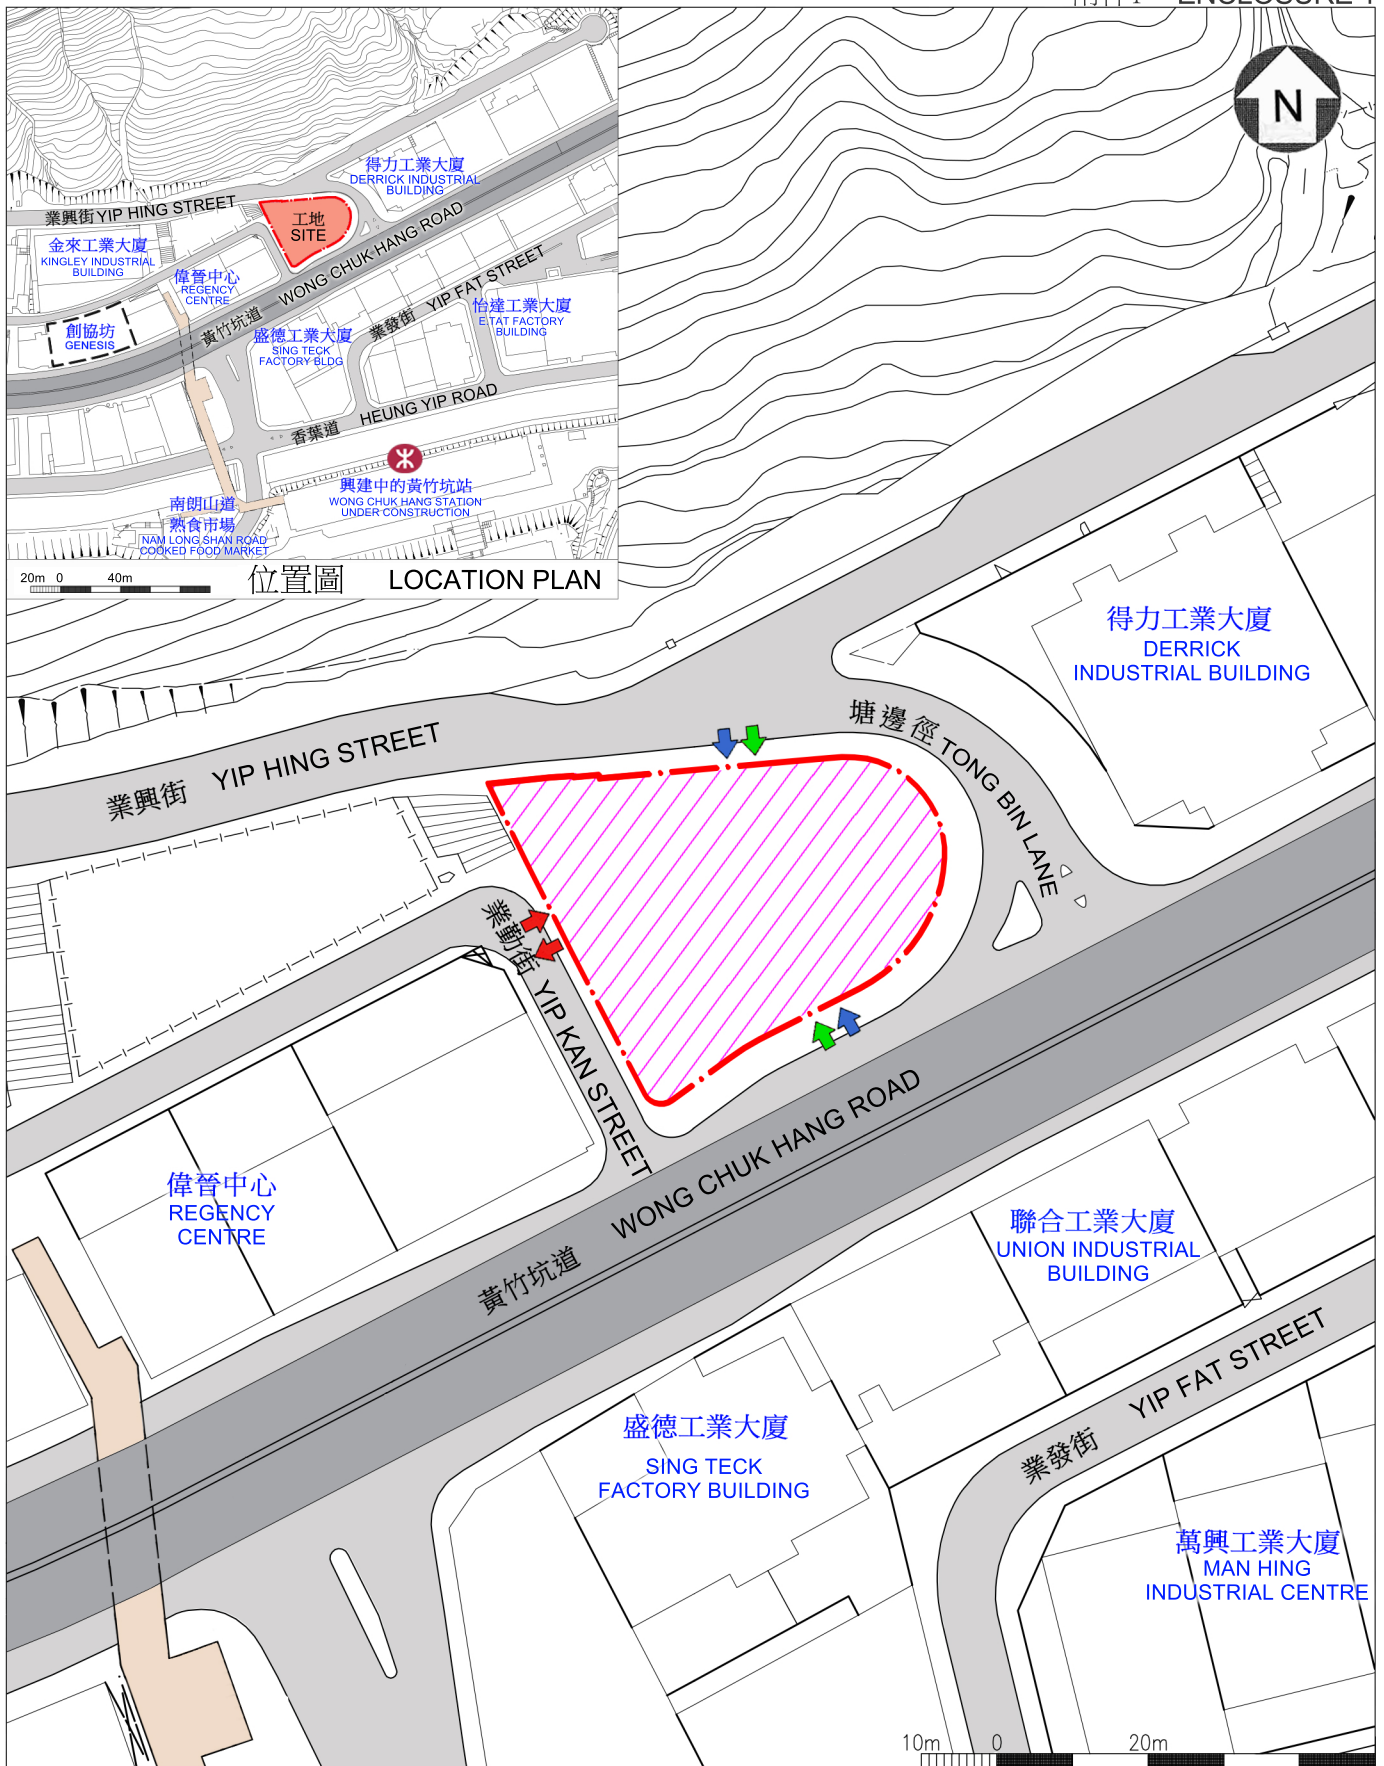 ENCLOSURE 1
N
得力工業大廈
DERRICK INDUSTRIAL
BUILDING
業興街 YIP HING STREET
工地
SITE
金來工業大廈
KINGLEY INDUSTRIAL
BUILDING
偉晉中心
REGENCY
CENTRE
黃竹坑道 WONG CHUK HANG ROAD
創協坊
GENESIS
盛德工業大廈
SING TECK
FACTORY BLDG
業發街 YIP FAT STREET
怡達工業大廈
E TAT FACTORY
BUILDING
香葉道 HEUNG YIP ROAD
興建中的黃竹坑站
WONG CHUK HANG STATION
UNDER CONSTRUCTION
南朗山道
熟食市場
NAM LONG SHAN ROAD
COOKED FOOD MARKET
20m 0 40m
位置圖 LOCATION PLAN
得力工業大廈
DERRICK
INDUSTRIAL BUILDING
業興街 YIP HING STREET
塘邊徑 TONG BIN LANE
業勤街 YIP KAN STREET
偉晉中心
REGENCY
CENTRE
黃竹坑道 WONG CHUK HANG ROAD
聯合工業大廈
UNION INDUSTRIAL
BUILDING
盛德工業大廈
SING TECK
FACTORY BUILDING
業發街 YIP FAT STREET
萬興工業大廈
MAN HING
INDUSTRIAL CENTRE
10m 0 20m